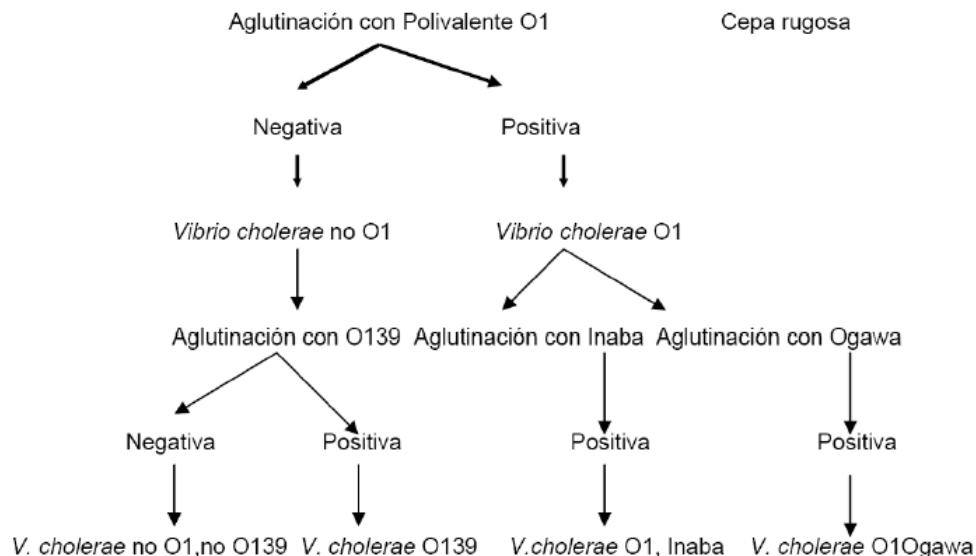 Aglutinación con Polivalente O1 Cepa rugosa
Negativa Positiva
Vibrio cholerae no O1 Vibrio cholerae O1
Aglutinación con O139 Aglutinación con Inaba Aglutinación con Ogawa
Negativa Positiva Positiva Positiva
V. cholerae no O1,no O139 V. cholerae O139 V.cholerae O1, Inaba V. cholerae O1Ogawa